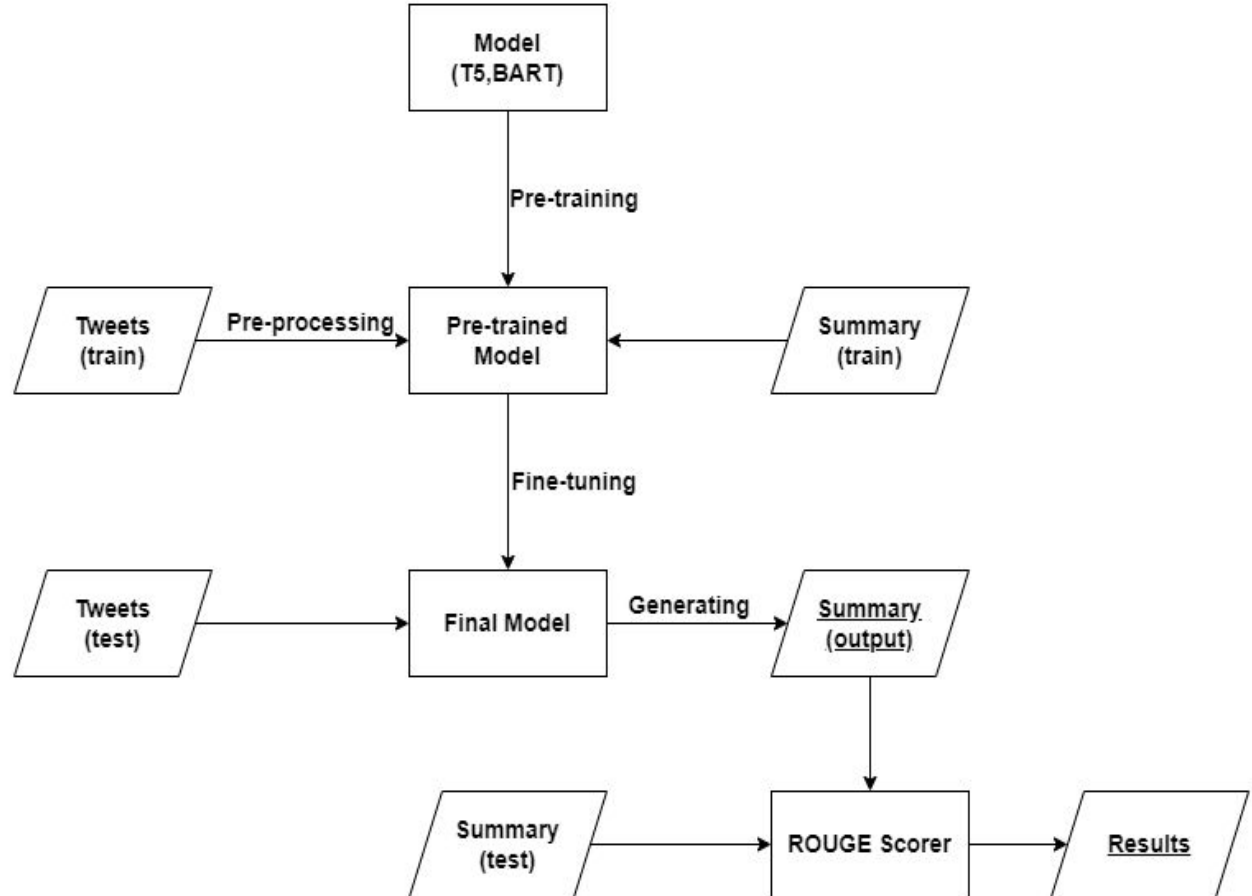 Model
(T5,BART)
Pre-training
Tweets
(train)
Pre-processing
Pre-trained
Model
Summary
(train)
Fine-tuning
Tweets
(test)
Final Model
Generating
Summary
(output)
Summary
(test)
ROUGE Scorer
Results